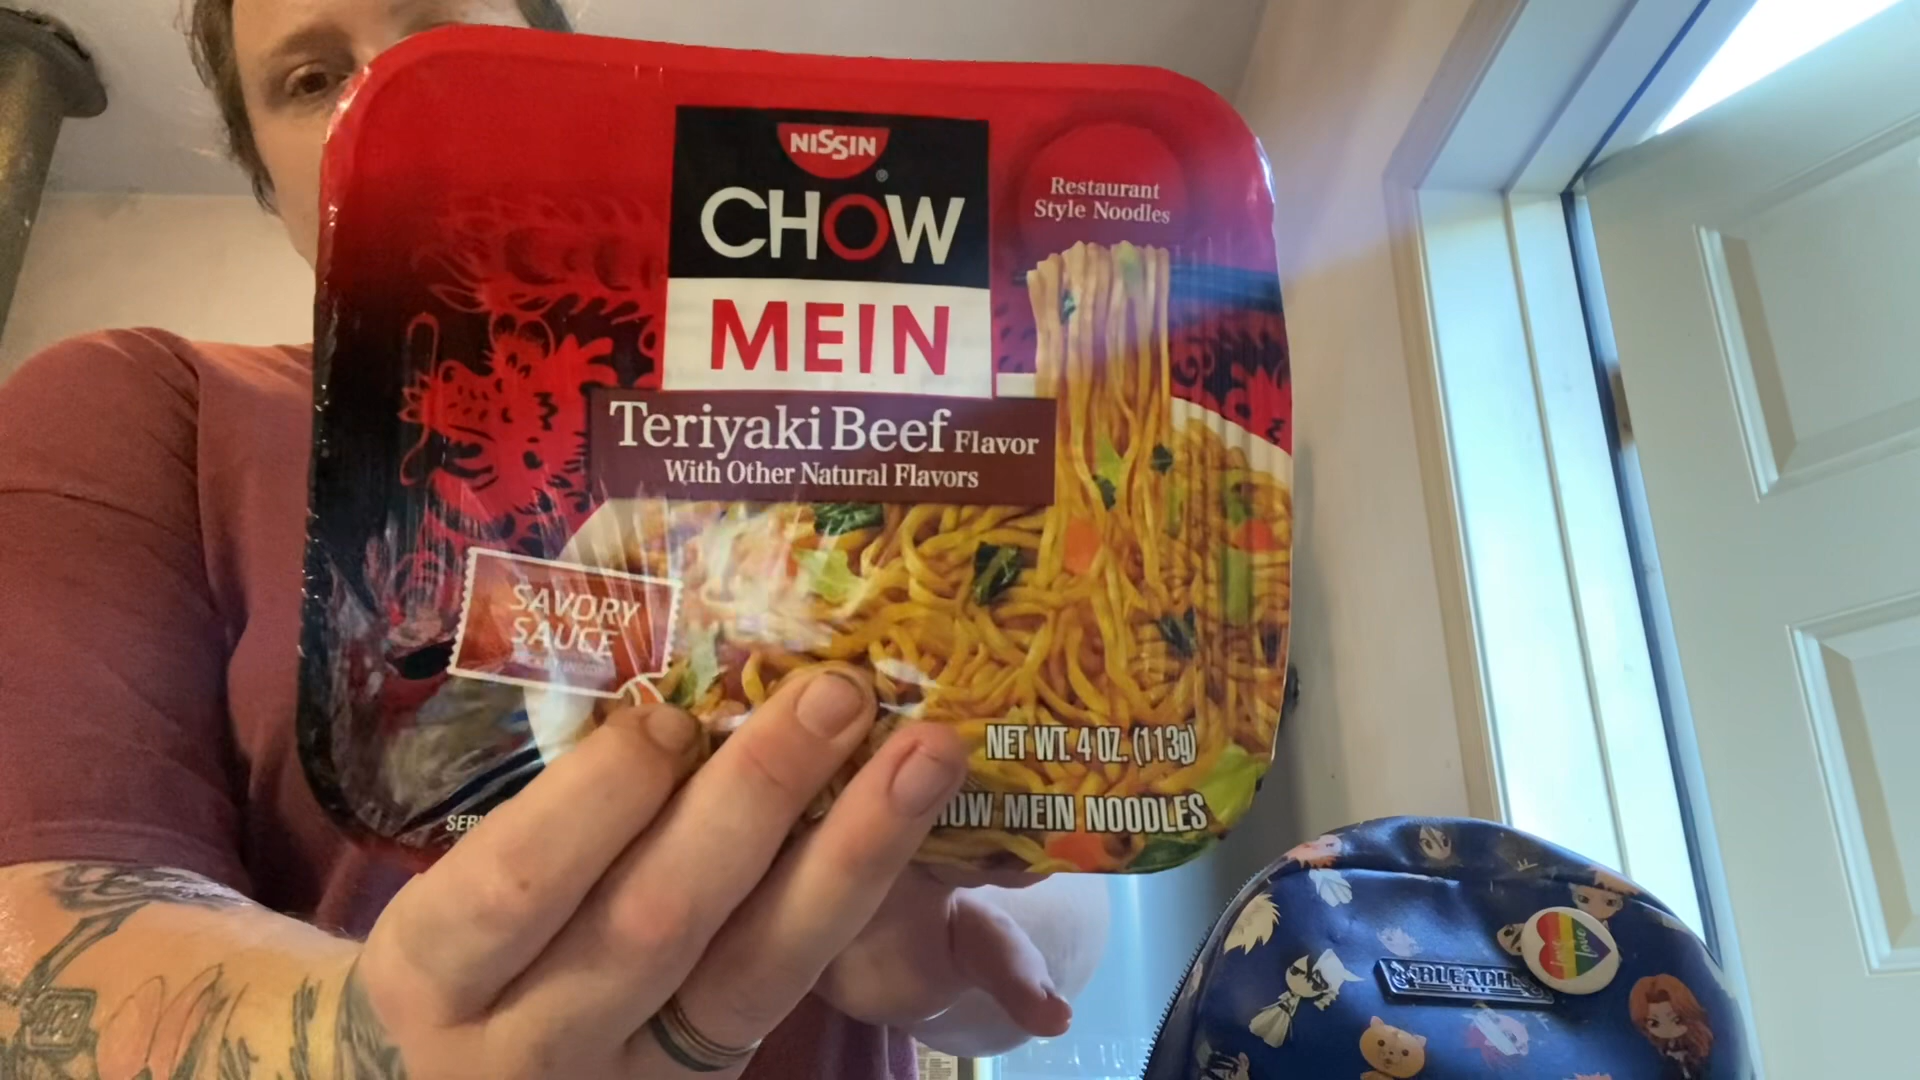 NISSIN
CHOW
MEIN
Restaurant
Style Noodles
Teriyaki Beef Flavor
With Other Natural Flavors
SAVORY
SAUCE
NET WT. 4 OZ. (113g)
MEIN NOODLES
BLEACH
love